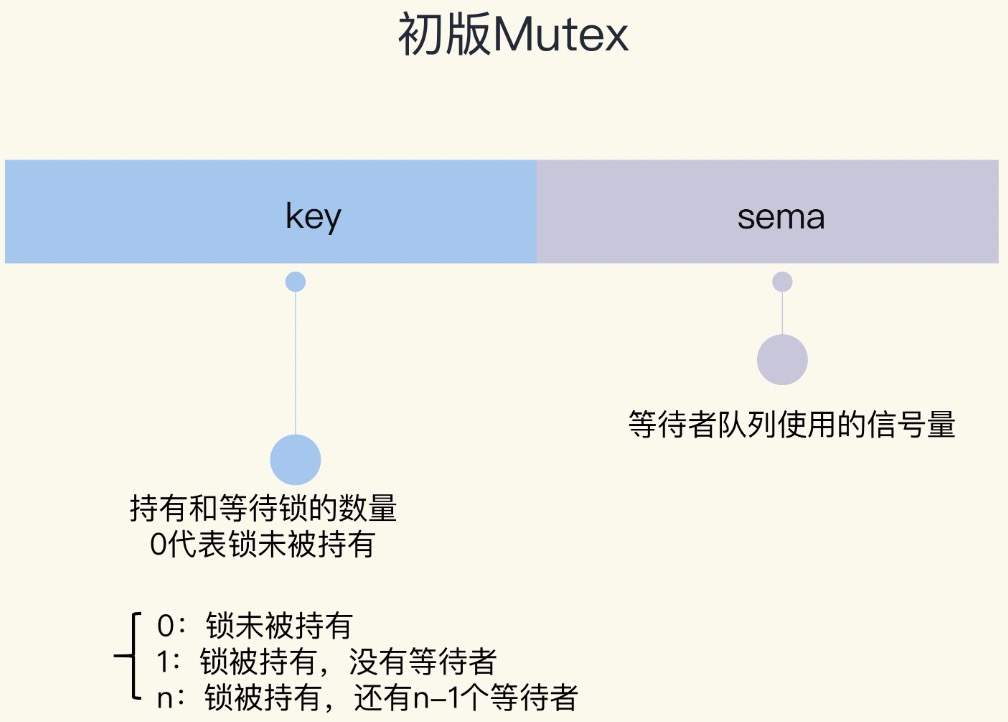 初版Mutex
key
sema
等待者队列使用的信号量
持有和等待锁的数量
0代表锁未被持有
0：锁未被持有
1：锁被持有，没有等待者
n：锁被持有，还有n-1个等待者